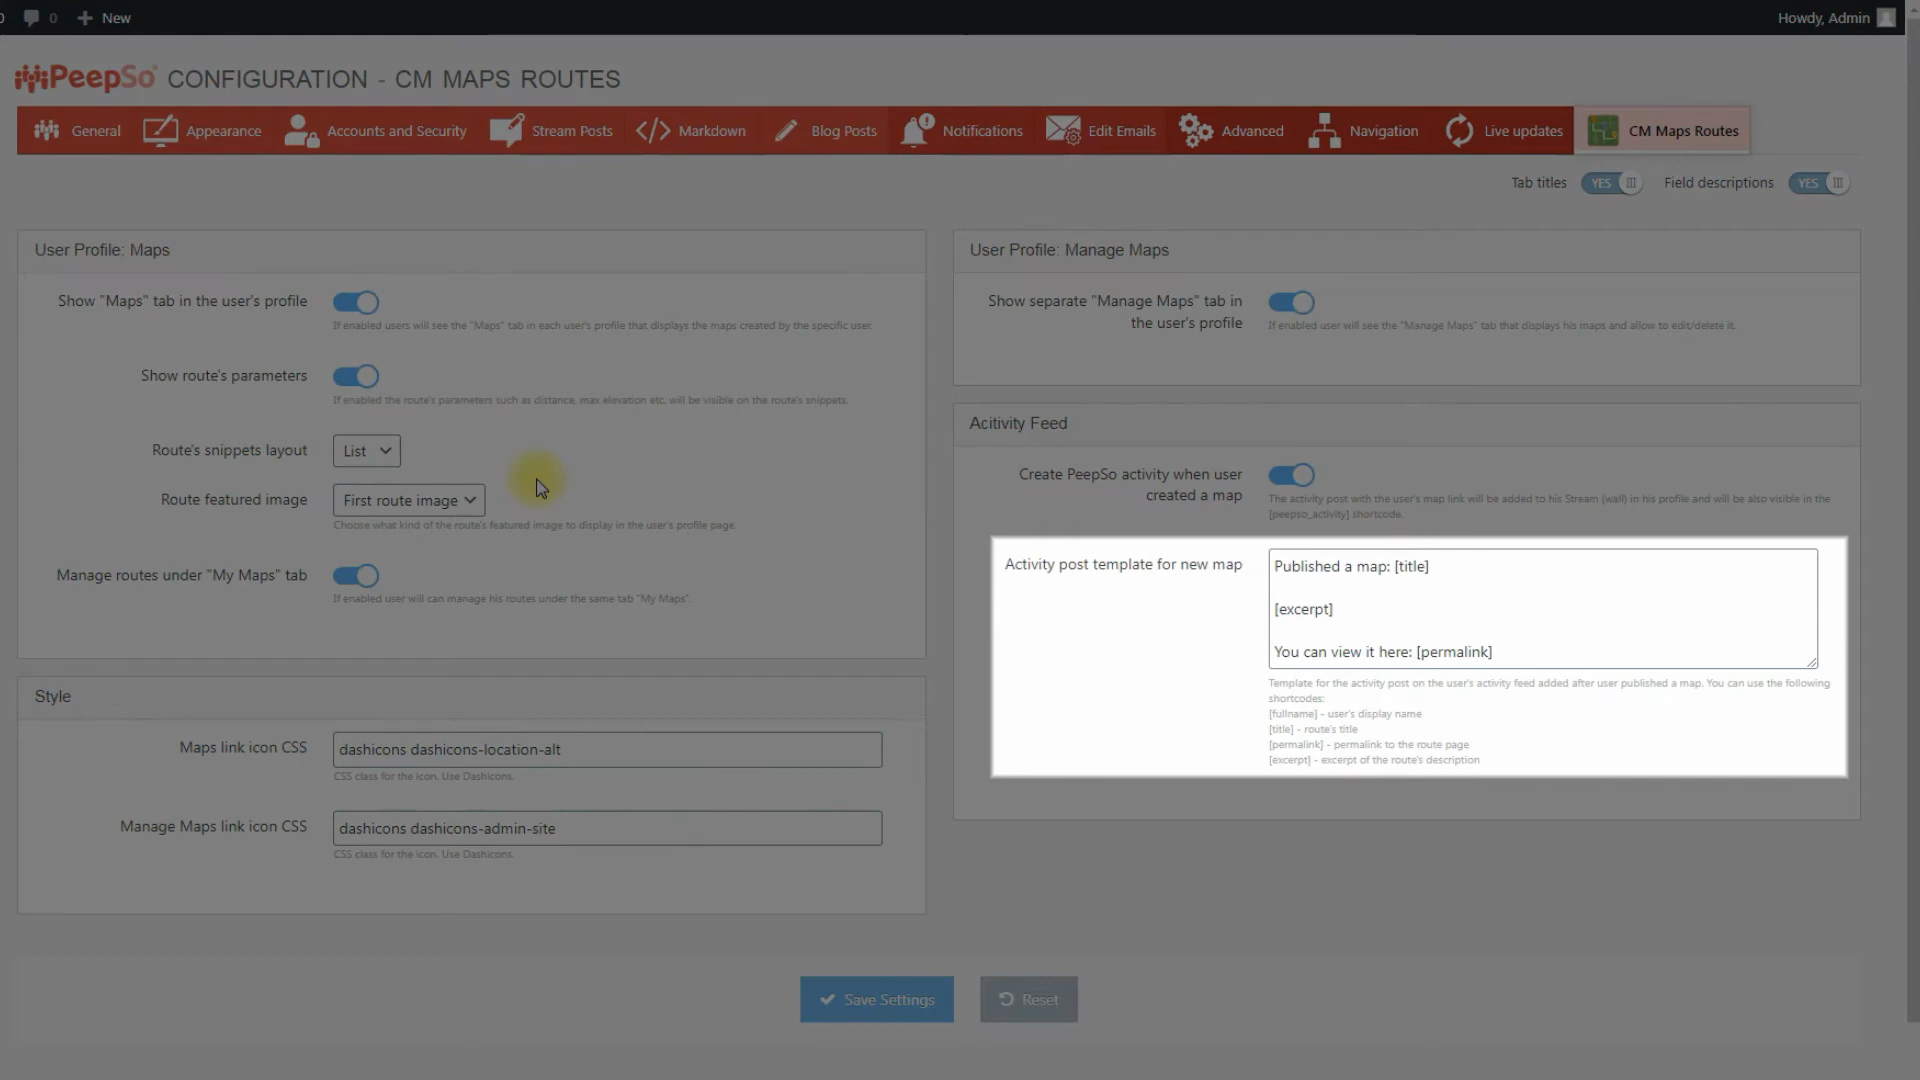 0
New
Howdy, Admin
PeepSo CONFIGURATION - CM MAPS ROUTES
General
Appearance
Accounts and Security
Stream Posts
Markdown
Blog Posts
Notifications
Edit Emails
Advanced
Navigation
Live updates
CM Maps Routes
Tab titles YES
Field descriptions YES
User Profile: Maps
Show "Maps" tab in the user's profile
If enabled users will see the "Maps" tab in each user's profile that displays the maps created by the specific user.
Show route's parameters
If enabled the route's parameters such as distance, max elevation etc. will be visible on the route's snippets.
Route's snippets layout
List
Route featured image
First route image
Choose what kind of the route's featured image to display in the user's profile page.
Manage routes under "My Maps" tab
If enabled user will can manage his routes under the same tab "My Maps".
Style
Maps link icon CSS
dashicons dashicons-location-alt
CSS class for the icon. Use Dashicons.
Manage Maps link icon CSS
dashicons dashicons-admin-site
CSS class for the icon. Use Dashicons.
User Profile: Manage Maps
Show separate "Manage Maps" tab in
the user's profile
If enabled user will see the "Manage Maps" tab that displays his maps and allow to edit/delete it.
Acitivity Feed
Create PeepSo activity when user
created a map
The activity post with the user's map link will be added to his Stream (wall) in his profile and will be also visible in the
[peepso_activity] shortcode.
Activity post template for new map
Published a map: [title]
[excerpt]
You can view it here: [permalink]
Template for the activity post on the user's activity feed added after user published a map. You can use the following
shortcodes:
[fullname] - user's display name
[title] - route's title
[permalink] - permalink to the route page
[excerpt] - excerpt of the route's description
Save Settings
Reset